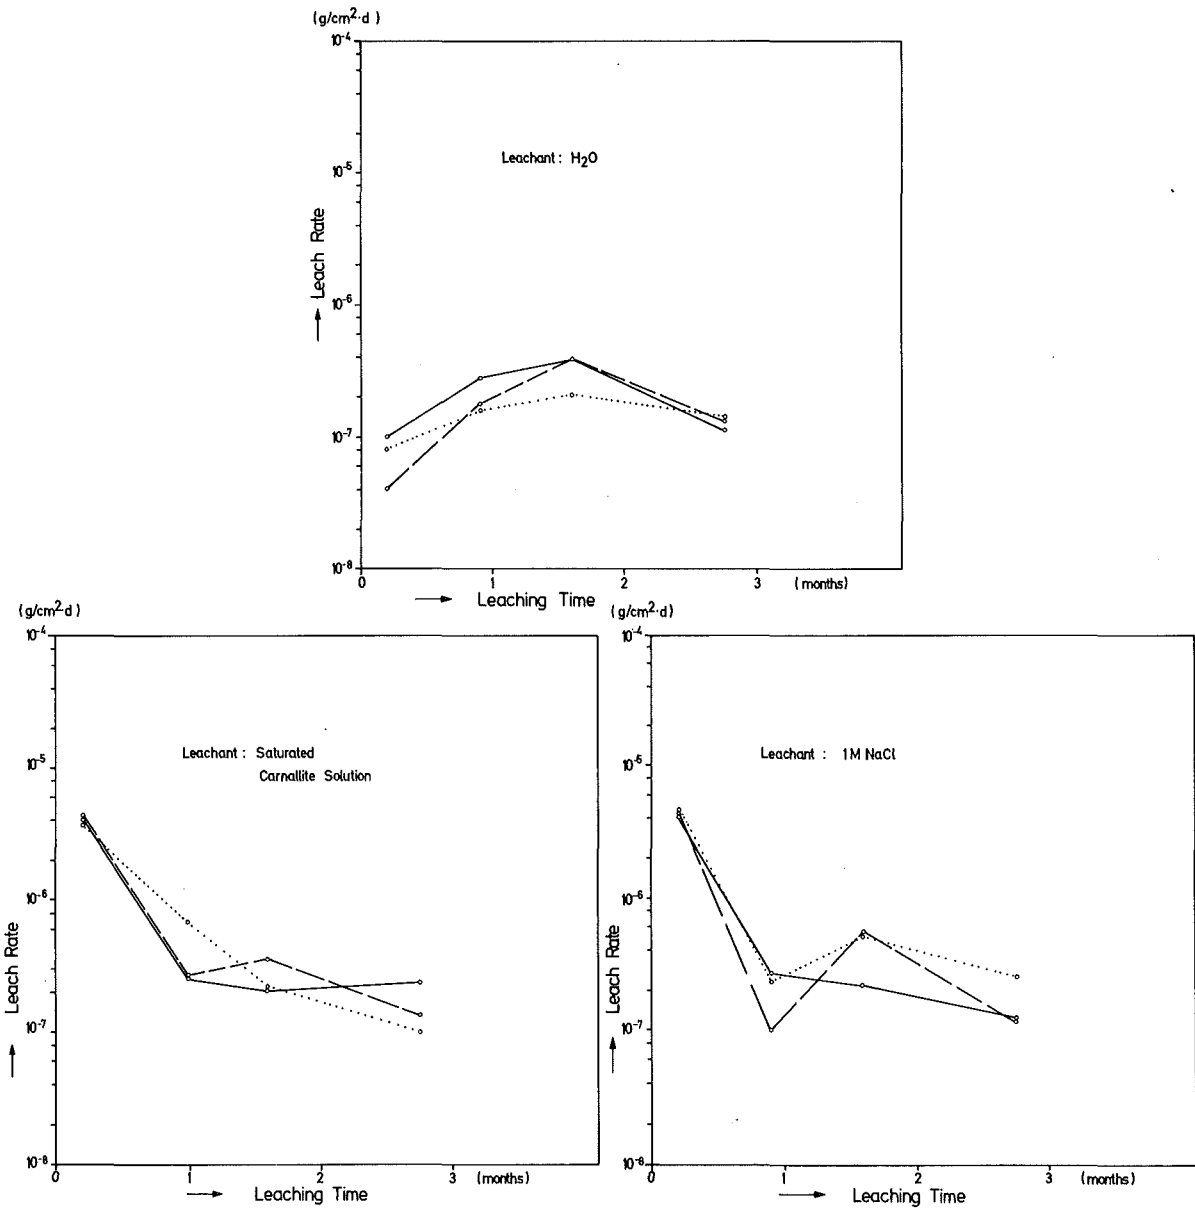 (g/cm²·d)
10⁻⁴
10⁻⁵
10⁻⁶
10⁻⁷
10⁻⁸
Leach Rate
Leachant : H₂O
0 1 2 3 (months)
Leaching Time
(g/cm²·d)
10⁻⁴
10⁻⁵
10⁻⁶
10⁻⁷
10⁻⁸
Leach Rate
Leachant : Saturated
Carnallite Solution
0 1 2 3 (months)
Leaching Time
(g/cm²·d)
10⁻⁴
10⁻⁵
10⁻⁶
10⁻⁷
10⁻⁸
Leach Rate
Leachant : 1M NaCl
0 1 2 3 (months)
Leaching Time